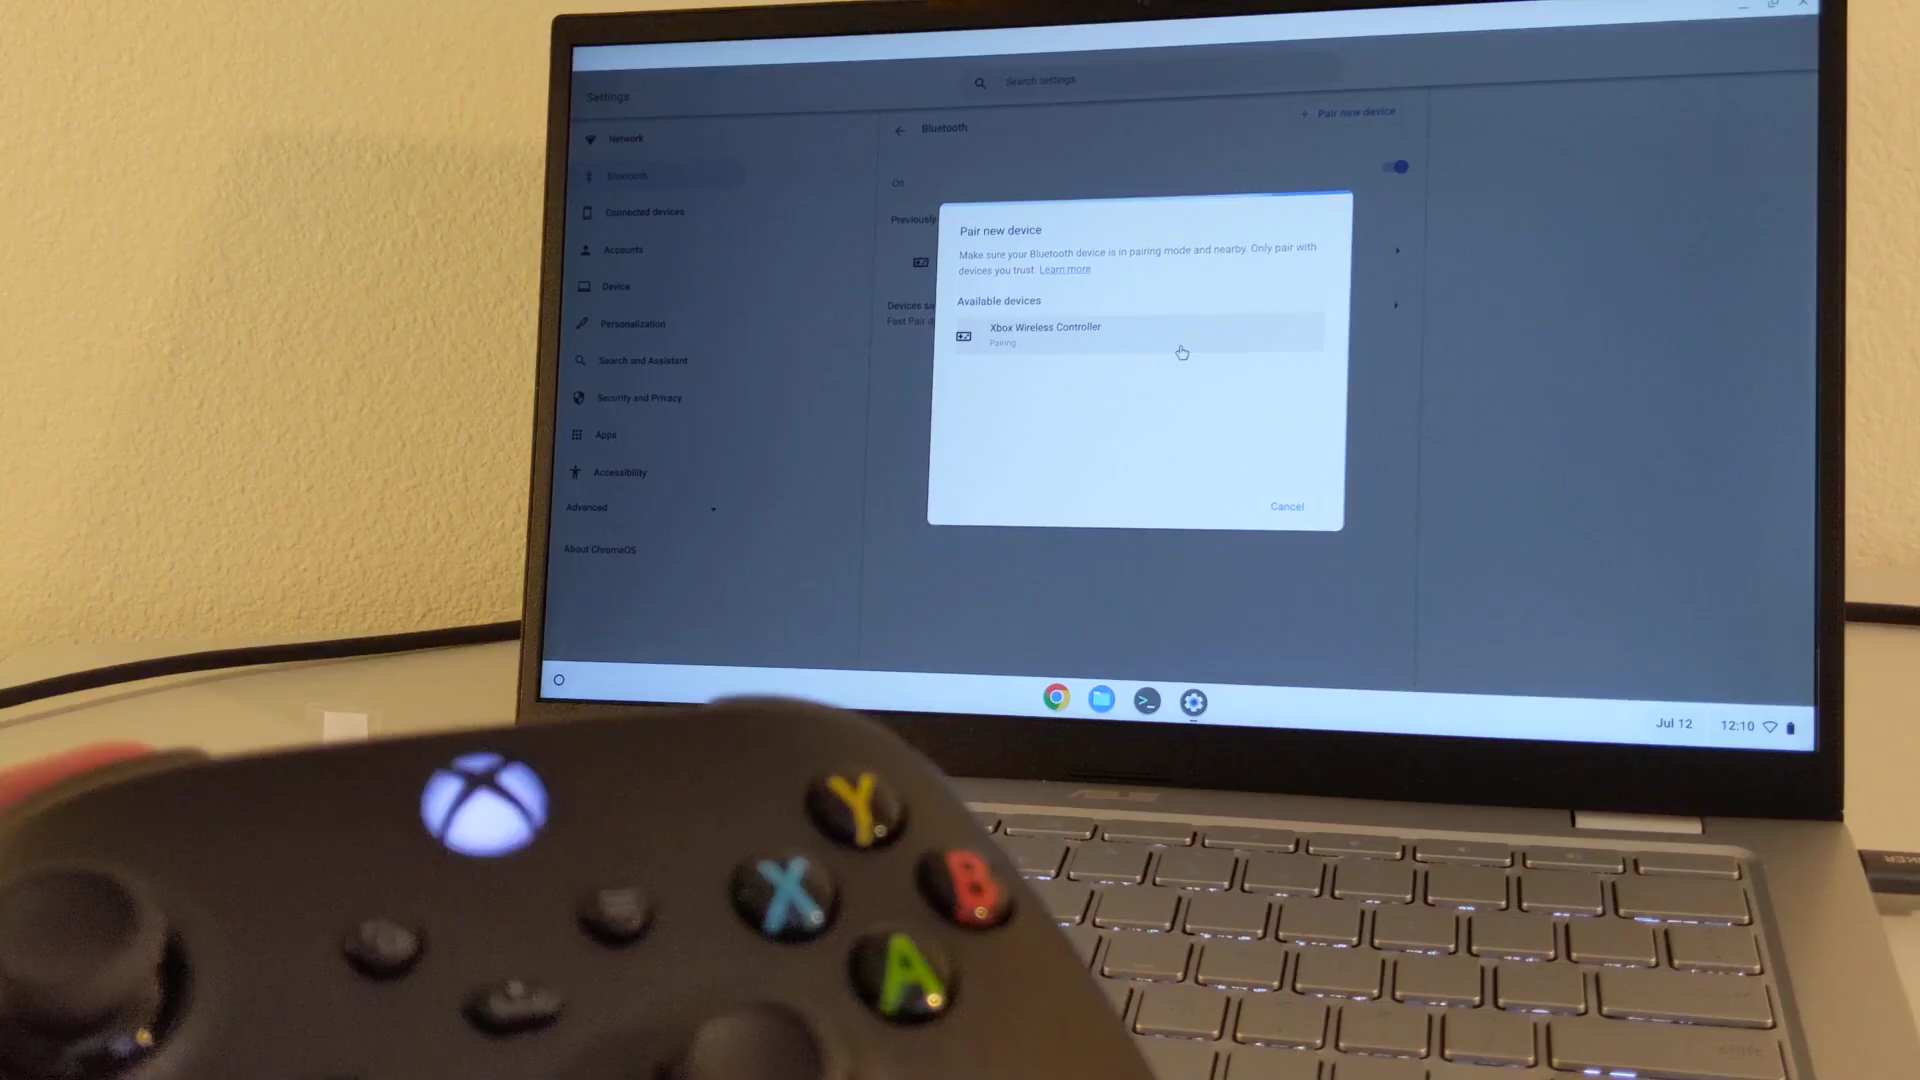 Search settings
Settings
Pair new device
Bluetooth
Network
Bluetooth
On
Connected devices
Previously
Pair new device
Accounts
Make sure your Bluetooth device is in pairing mode and nearby. Only pair with
devices you trust. Learn more
Device
Available devices
Devices sa
Fast Pair d
Xbox Wireless Controller
Pairing...
Personalization
Search and Assistant
Security and Privacy
Apps
Accessibility
Advanced
Cancel
About ChromeOS
Jul 12
12:10
ASUS
Y
X
B
A
shift